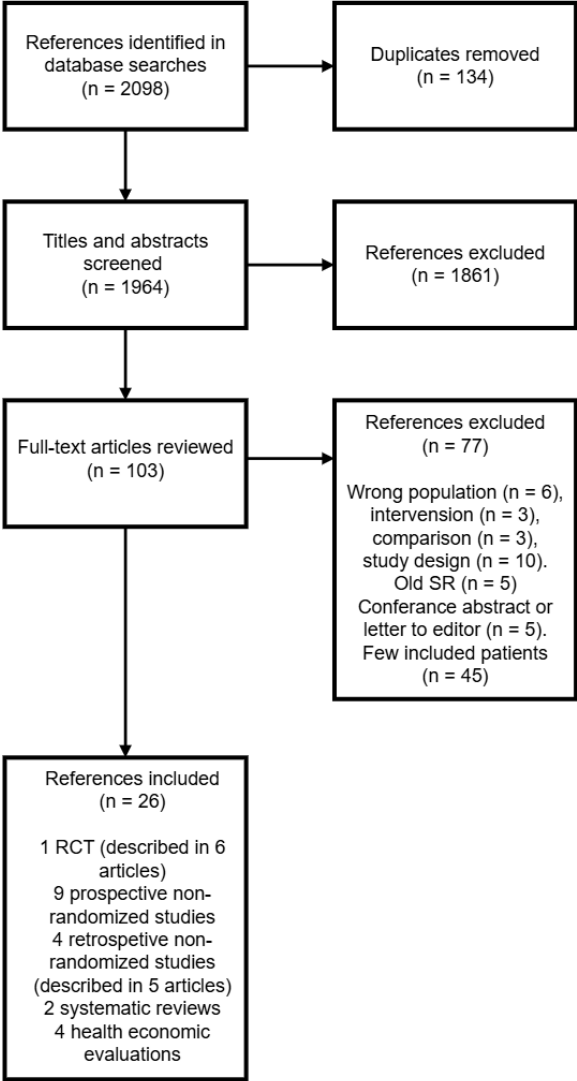 References identified in
database searches
(n = 2098)
Duplicates removed
(n = 134)
Titles and abstracts
screened
(n = 1964)
References excluded
(n = 1861)
Full-text articles reviewed
(n = 103)
References excluded
(n = 77)
Wrong population (n = 6),
intervension (n = 3),
comparison (n = 3),
study design (n = 10).
Old SR (n = 5)
Conferance abstract or
letter to editor (n = 5).
Few included patients
(n = 45)
References included
(n = 26)
1 RCT (described in 6
articles)
9 prospective non-
randomized studies
4 retrospetive non-
randomized studies
(described in 5 articles)
2 systematic reviews
4 health economic
evaluations